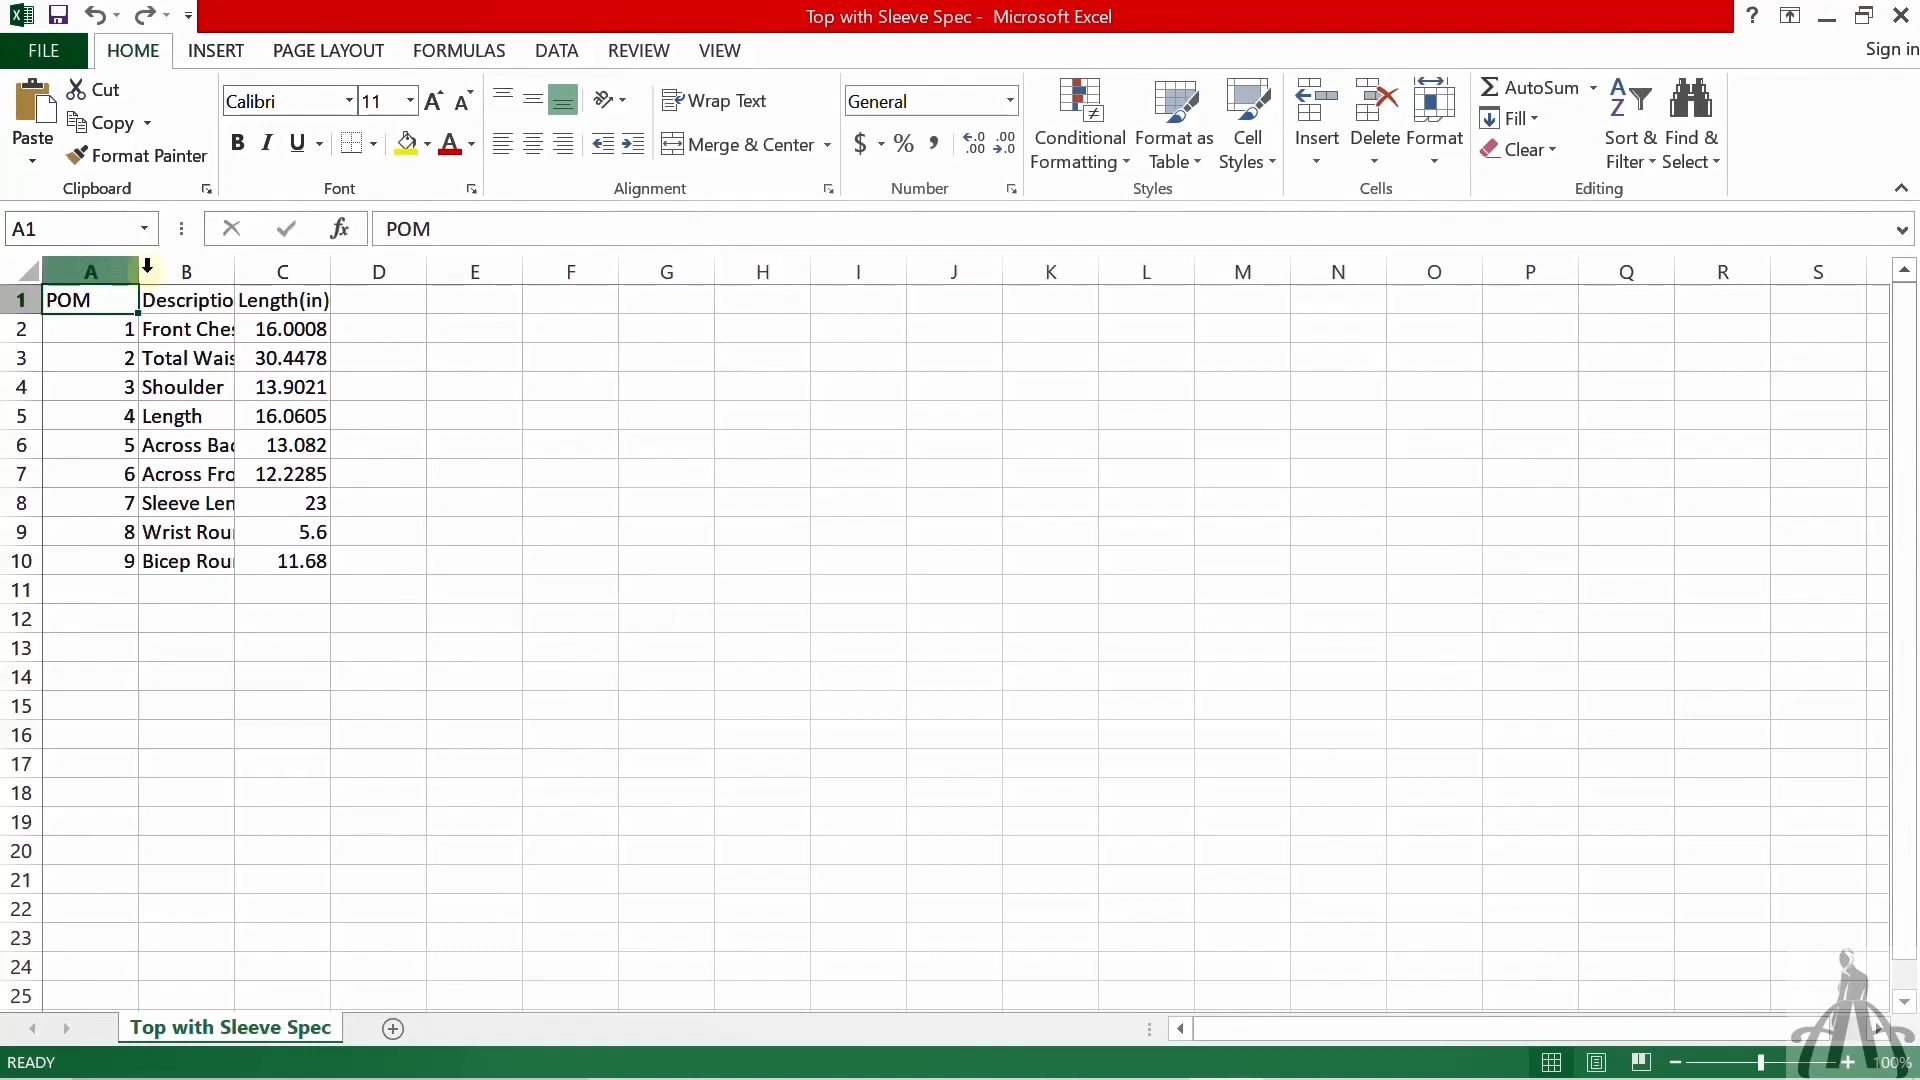 Top with Sleeve Spec - Microsoft Excel
?
FILE HOME INSERT PAGE LAYOUT FORMULAS DATA REVIEW VIEW Sign in
Paste
Cut
Copy
Format Painter
Clipboard
Calibri 11
B I U
Font
Wrap Text
Merge & Center
Alignment
General
$ % ,
Number
Conditional Formatting
Format as Table
Cell Styles
Styles
Insert
Delete
Format
Cells
AutoSum
Fill
Clear
Sort & Filter
Find & Select
Editing
A1 fx POM
A B C D E F G H I J K L M N O P Q R S
1 POM Descriptio Length(in)
2 1 Front Ches 16.0008
3 2 Total Wais 30.4478
4 3 Shoulder 13.9021
5 4 Length 16.0605
6 5 Across Bac 13.082
7 6 Across Fro 12.2285
8 7 Sleeve Len 23
9 8 Wrist Rou 5.6
10 9 Bicep Rou 11.68
11
12
13
14
15
16
17
18
19
20
21
22
23
24
25
Top with Sleeve Spec
READY 100%